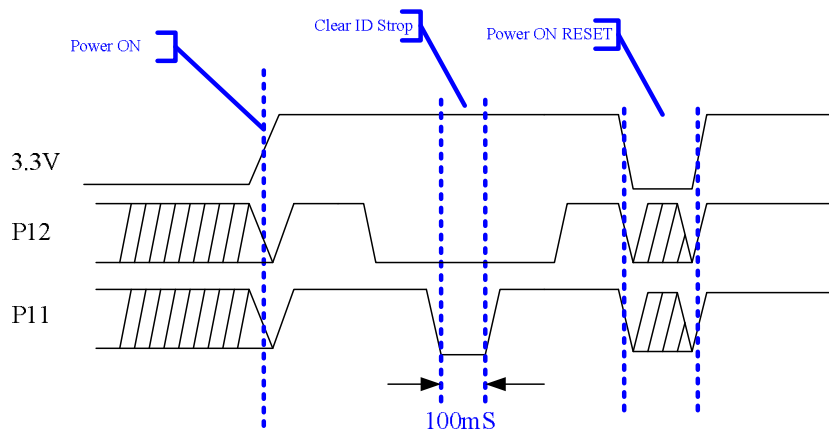 Power ON
Clear ID Strop
Power ON RESET
3.3V
P12
P11
100mS